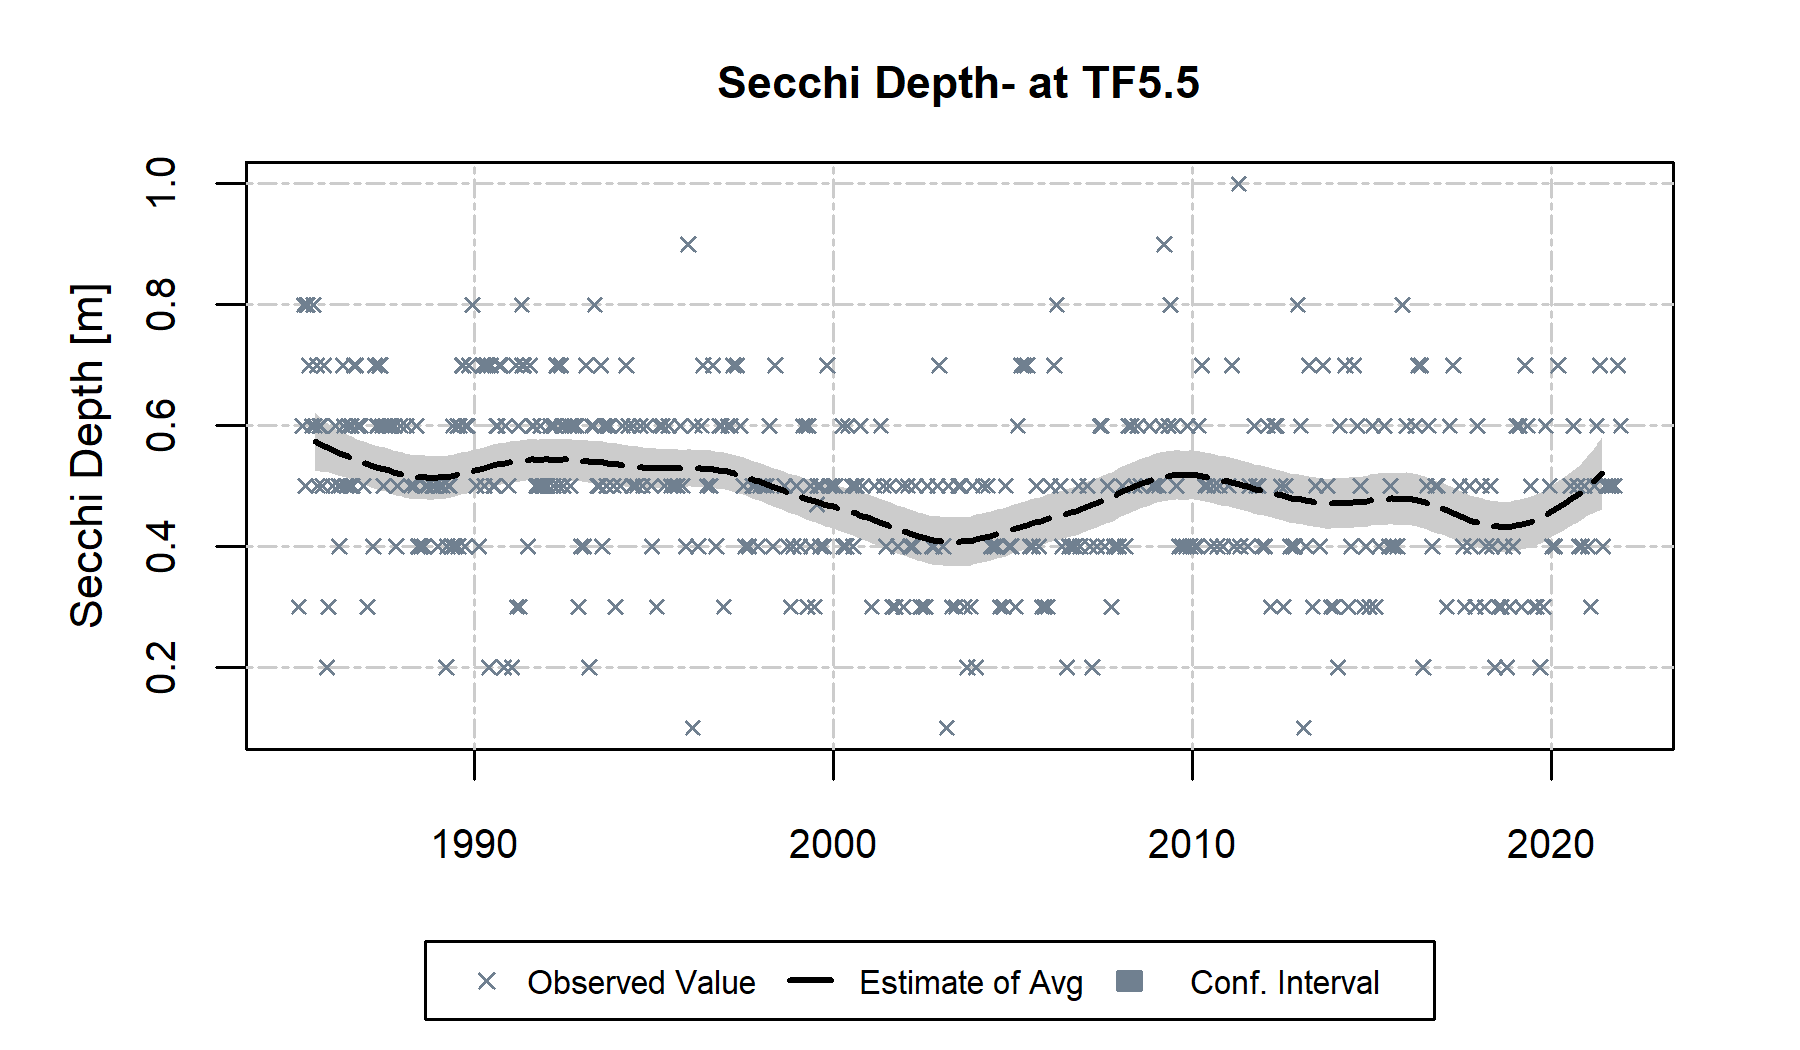 Secchi Depth- at TF5.5
Secchi Depth [m]
1.0
0.8
0.6
0.4
0.2
1990 2000 2010 2020
Observed Value Estimate of Avg Conf. Interval